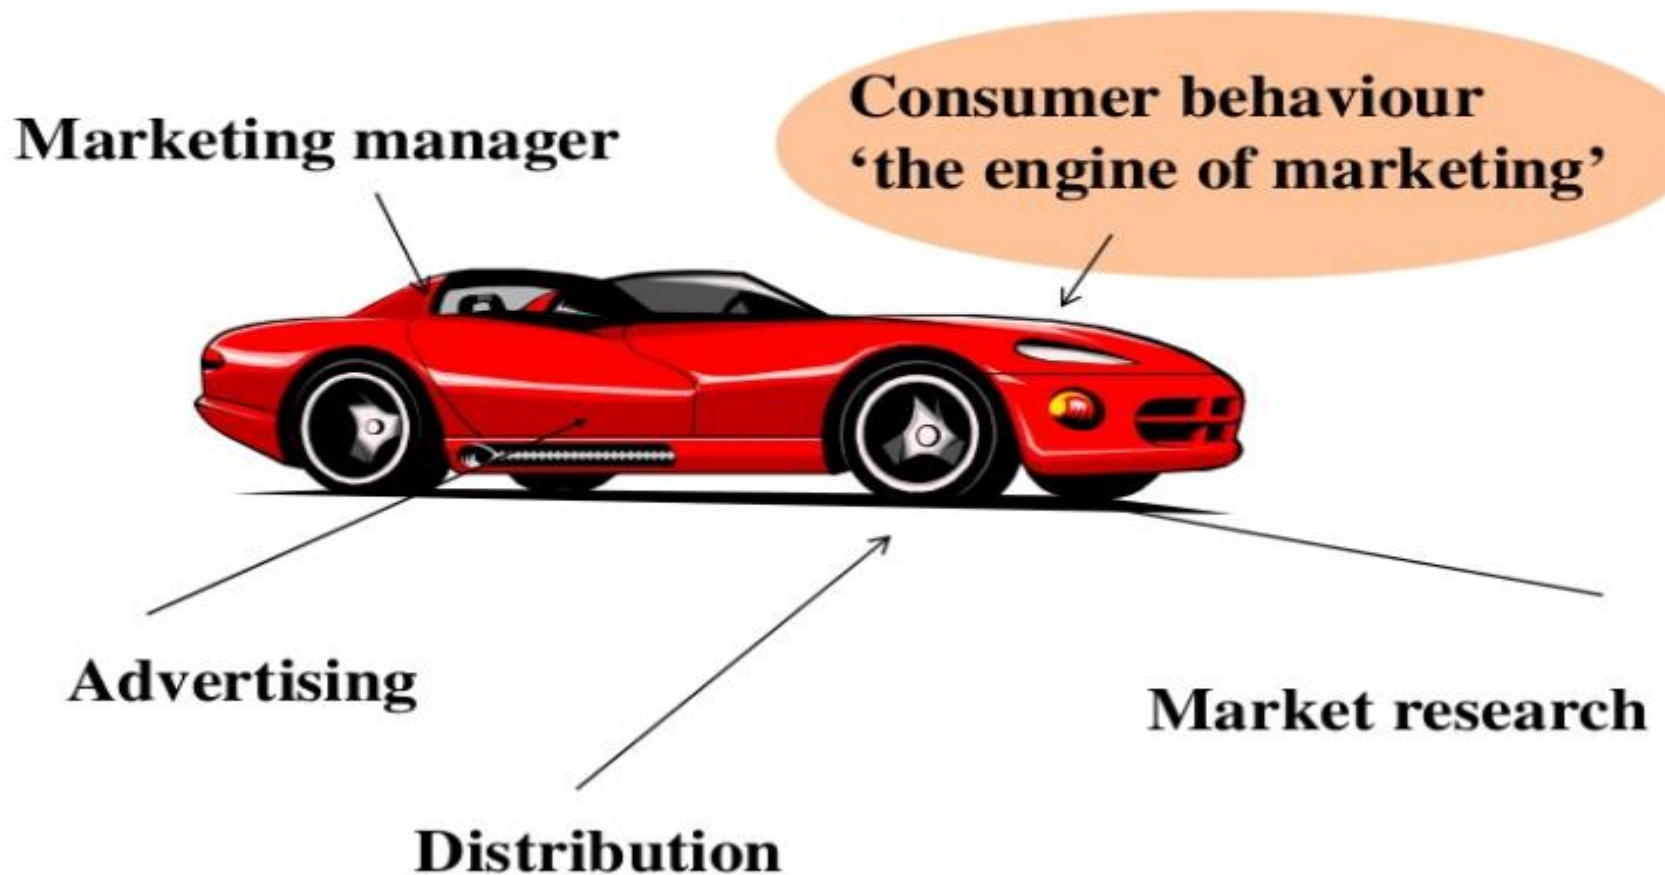 Consumer behaviour
‘the engine of marketing’
Marketing manager
Advertising
Market research
Distribution